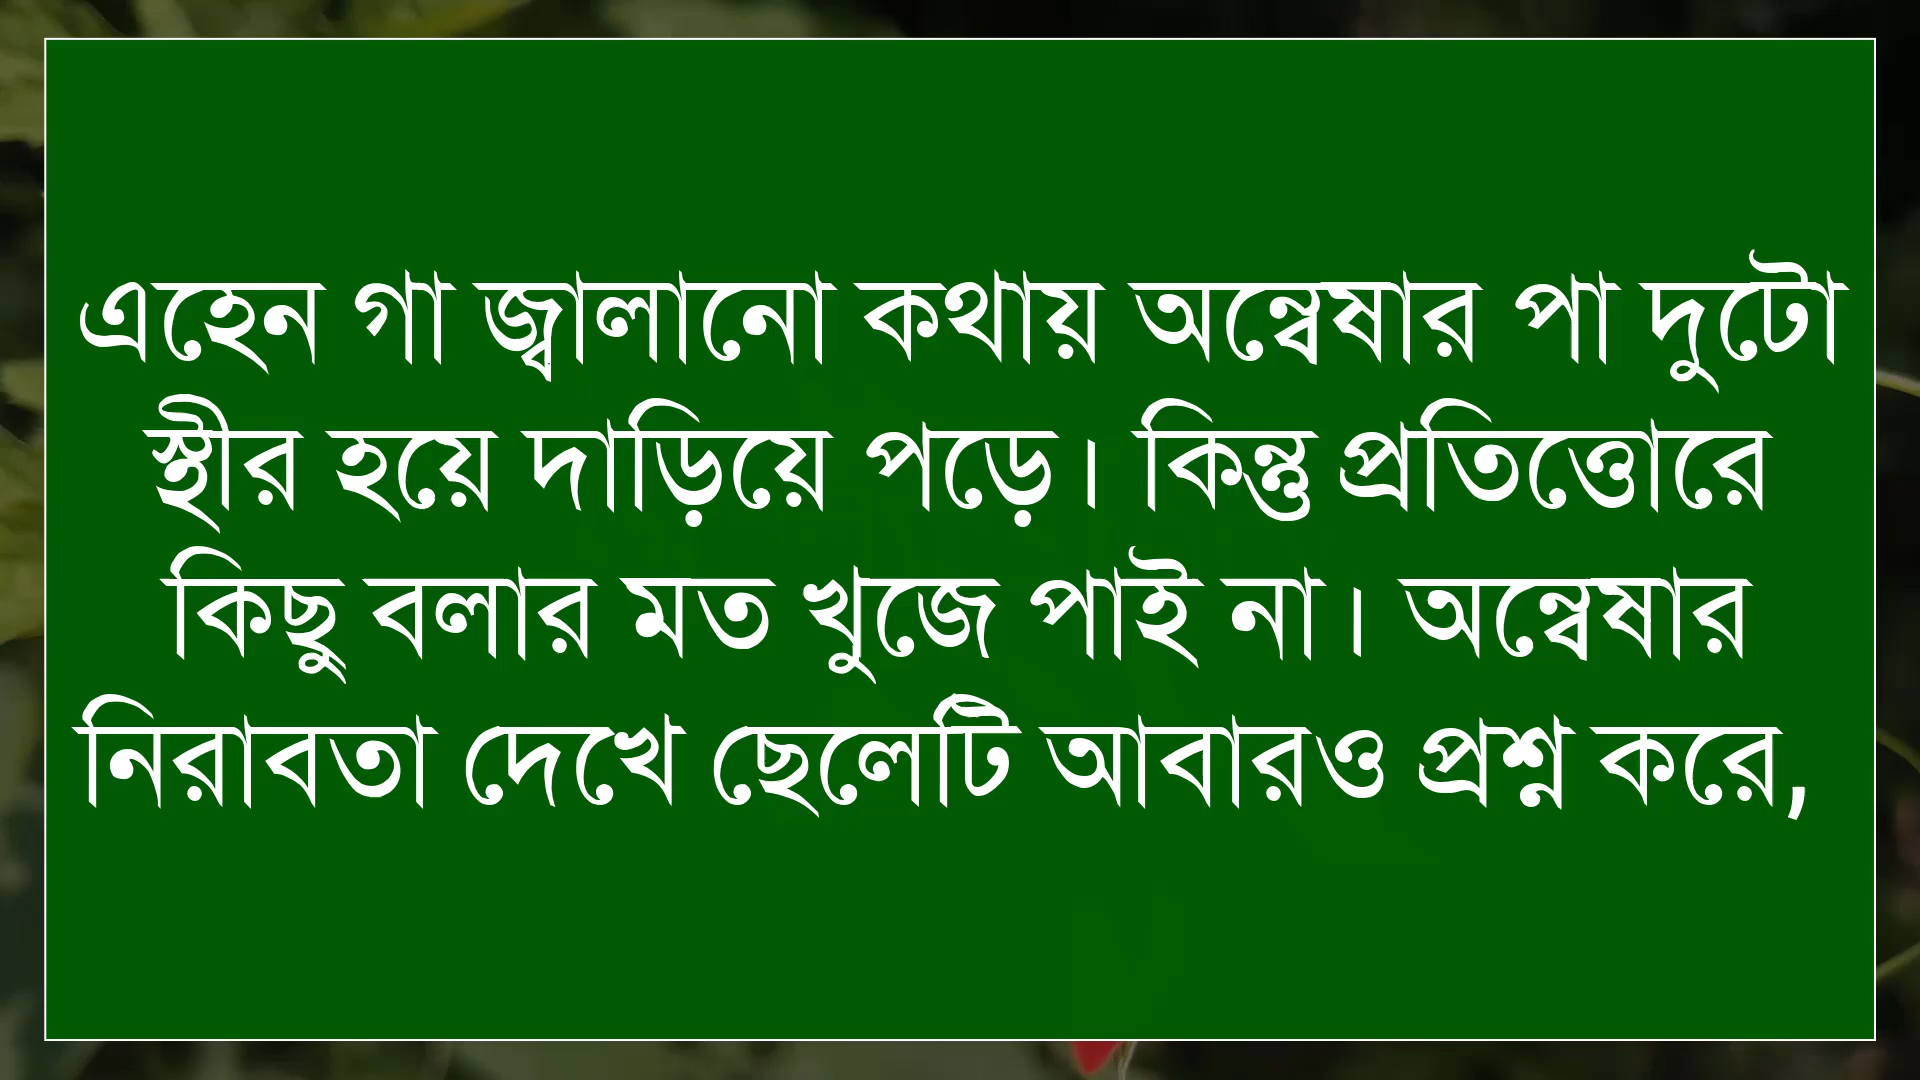 এহেন গা জ্বালানো কথায় অন্বেষার পা দুটো
স্থীর হয়ে দাড়িয়ে পড়ে। কিন্তু প্রতিত্তোরে
কিছু বলার মত খুজে পাই না। অন্বেষার
নিরাবতা দেখে ছেলেটি আবারও প্রশ্ন করে,